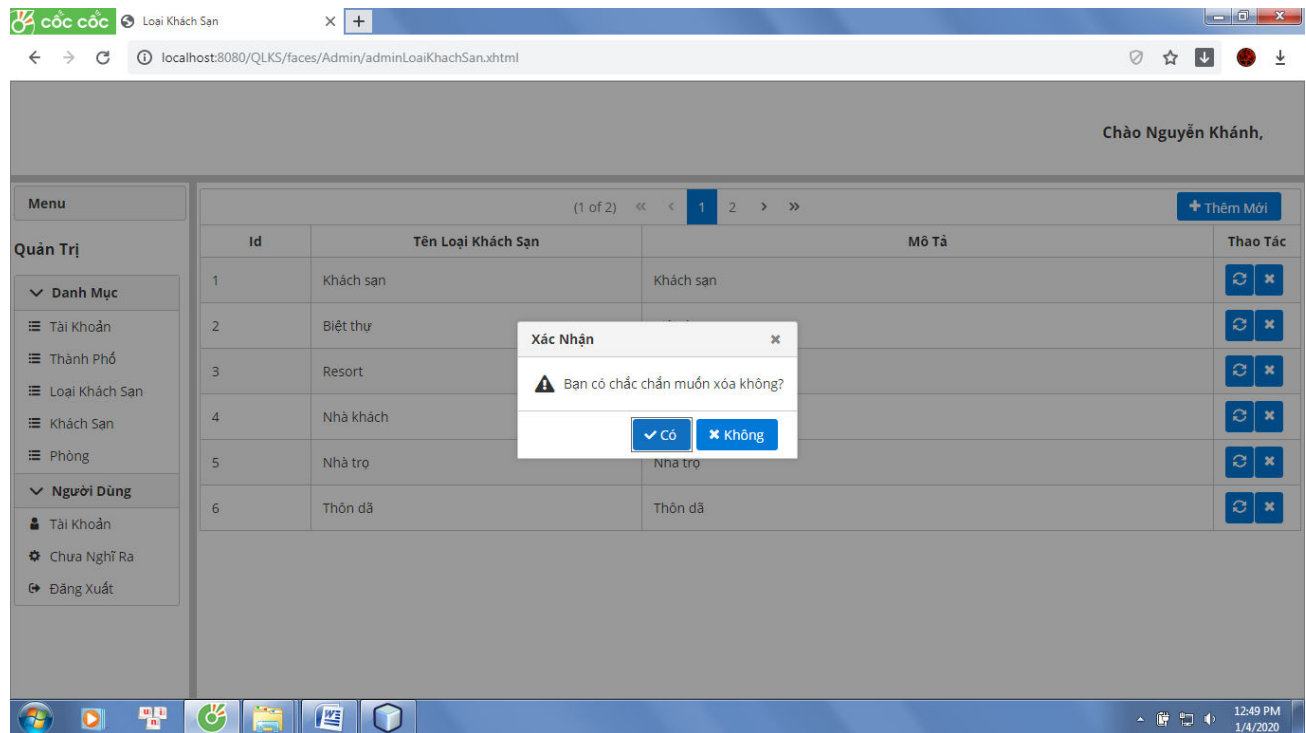 cốc cốc Loại Khách Sạn
localhost:8080/QLKS/faces/Admin/adminLoaiKhachSan.xhtml
Chào Nguyễn Khánh,
Menu
Quản Trị
Danh Mục
Tài Khoản
Thành Phố
Loại Khách Sạn
Khách Sạn
Phòng
Người Dùng
Tài Khoản
Chưa Nghĩ Ra
Đăng Xuất
(1 of 2) 1 2
Thêm Mới
Id Tên Loại Khách Sạn Mô Tả Thao Tác
1 Khách sạn Khách sạn
2 Biệt thự
3 Resort
4 Nhà khách
5 Nhà trọ Nhà trọ
6 Thôn dã Thôn dã
Xác Nhận
Bạn có chắc chắn muốn xóa không?
Có Không
12:49 PM
1/4/2020